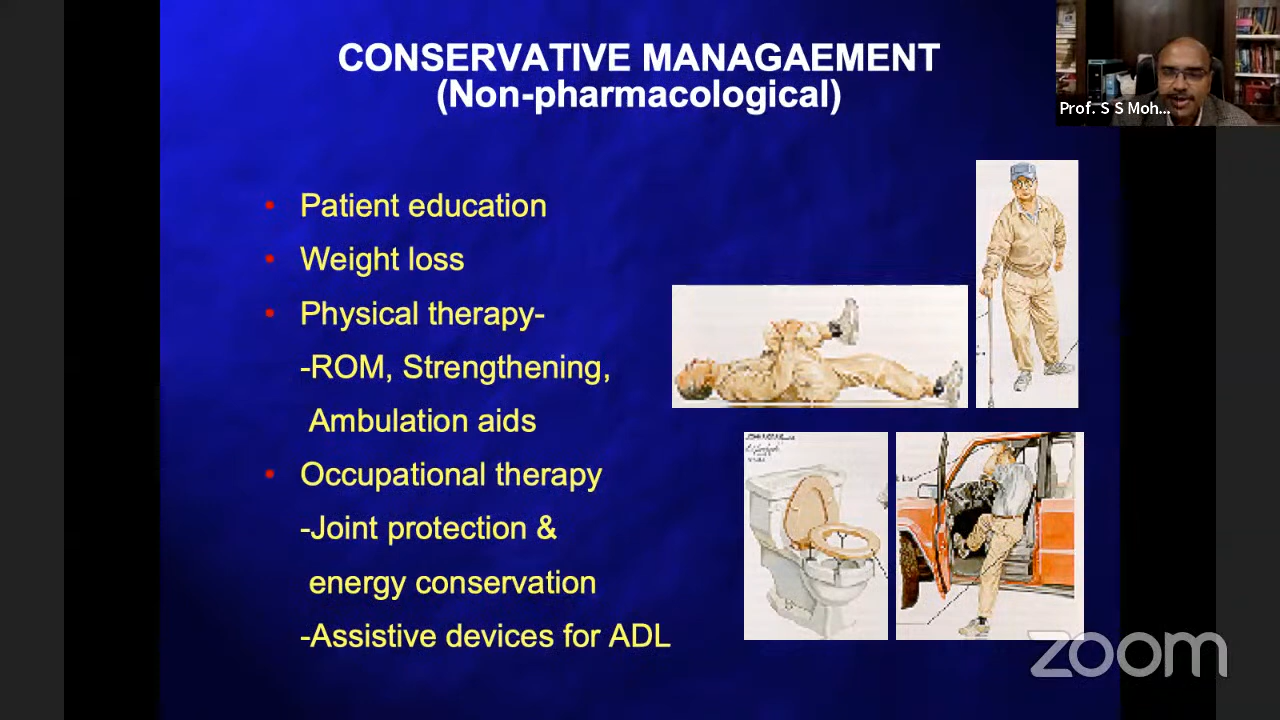 CONSERVATIVE MANAGAEMENT
(Non-pharmacological)
Prof. S S Moh...
• Patient education
• Weight loss
• Physical therapy-
-ROM, Strengthening,
Ambulation aids
• Occupational therapy
-Joint protection &
energy conservation
-Assistive devices for ADL
zoom